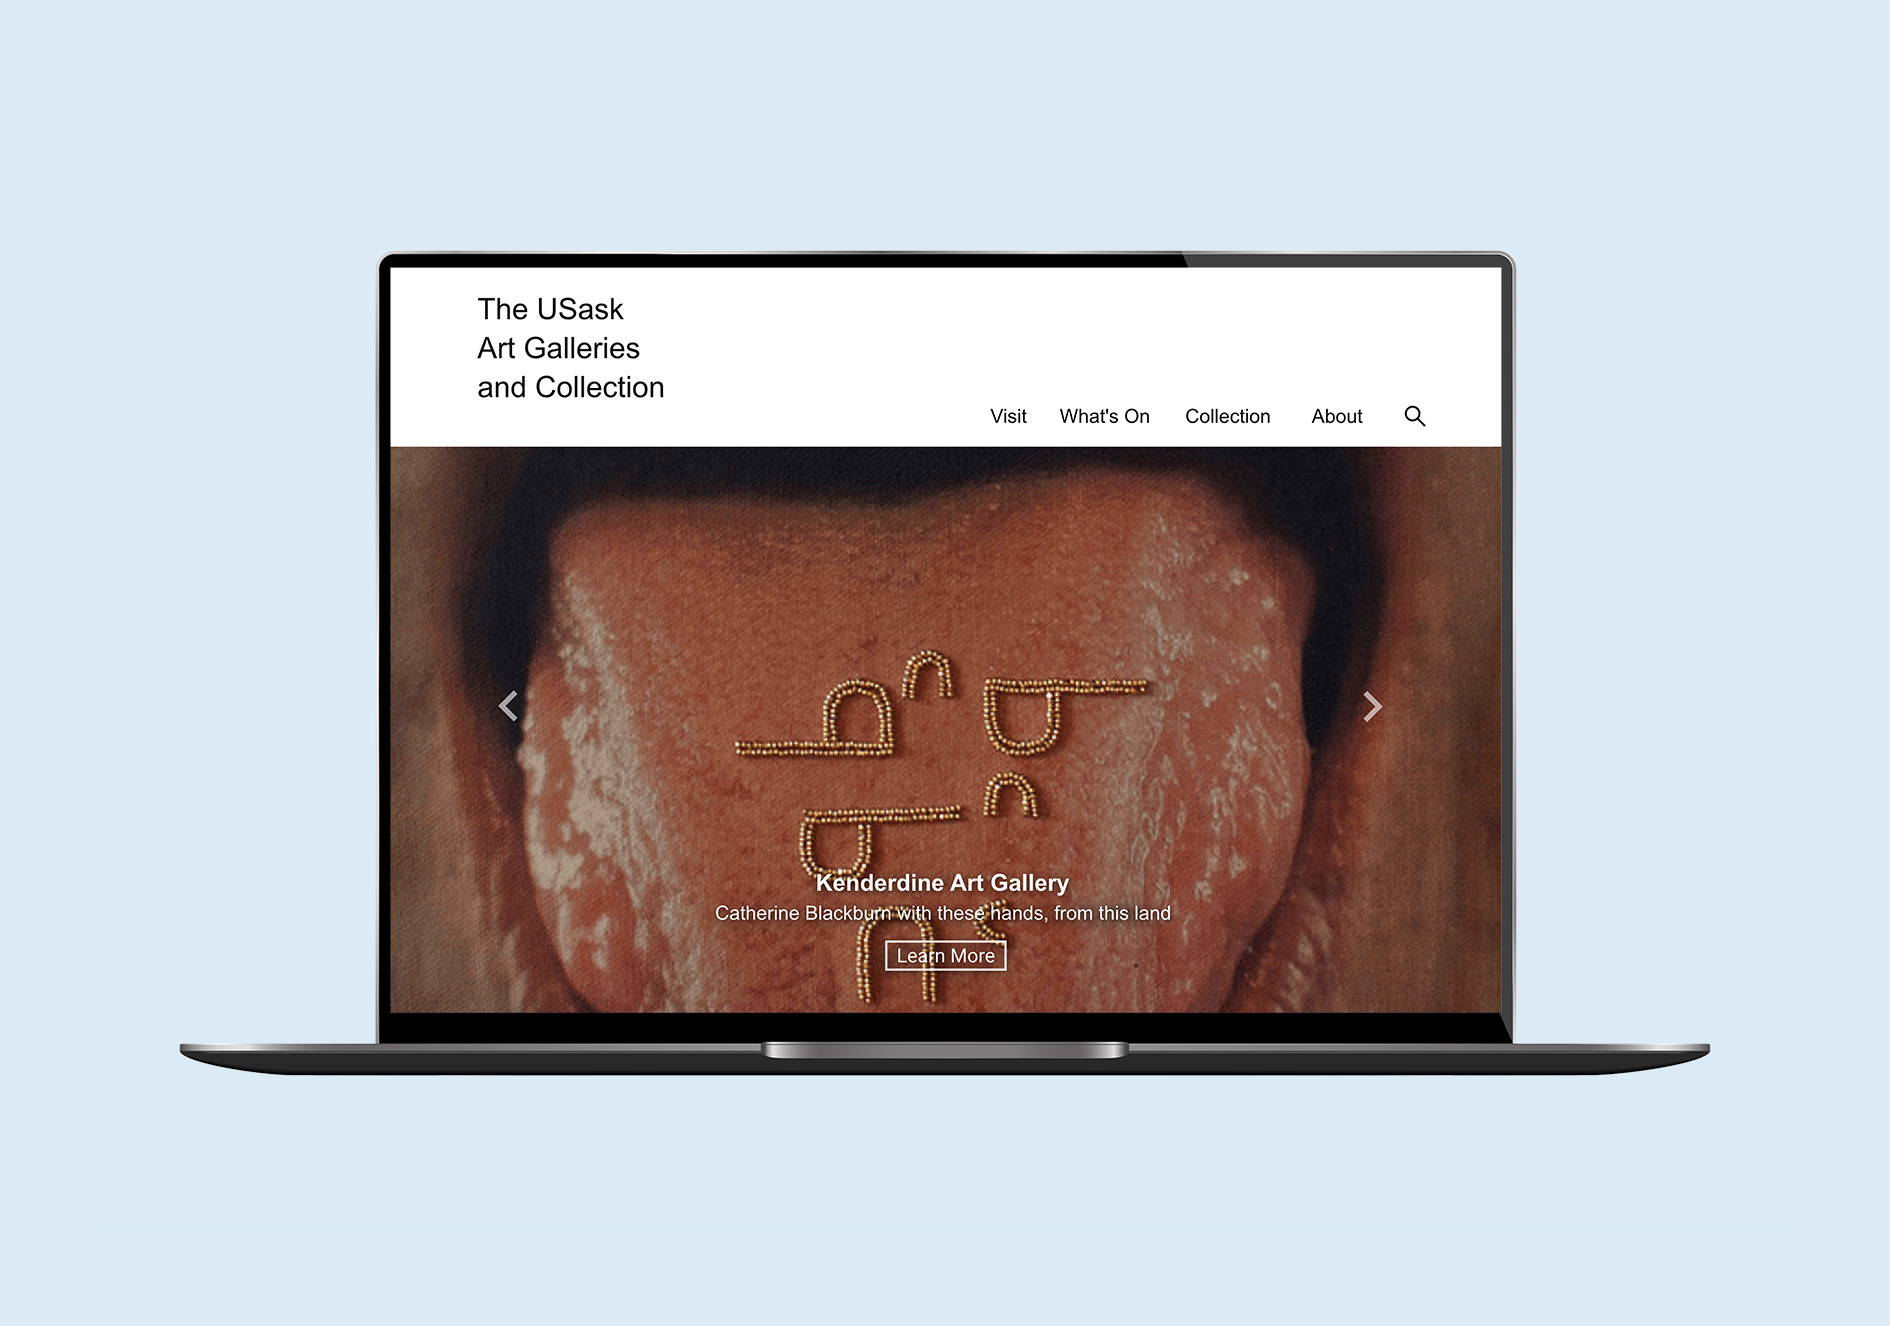 The USask
Art Galleries
and Collection
Visit What's On Collection About
Kenderdine Art Gallery
Catherine Blackburn with these hands, from this land
Learn More